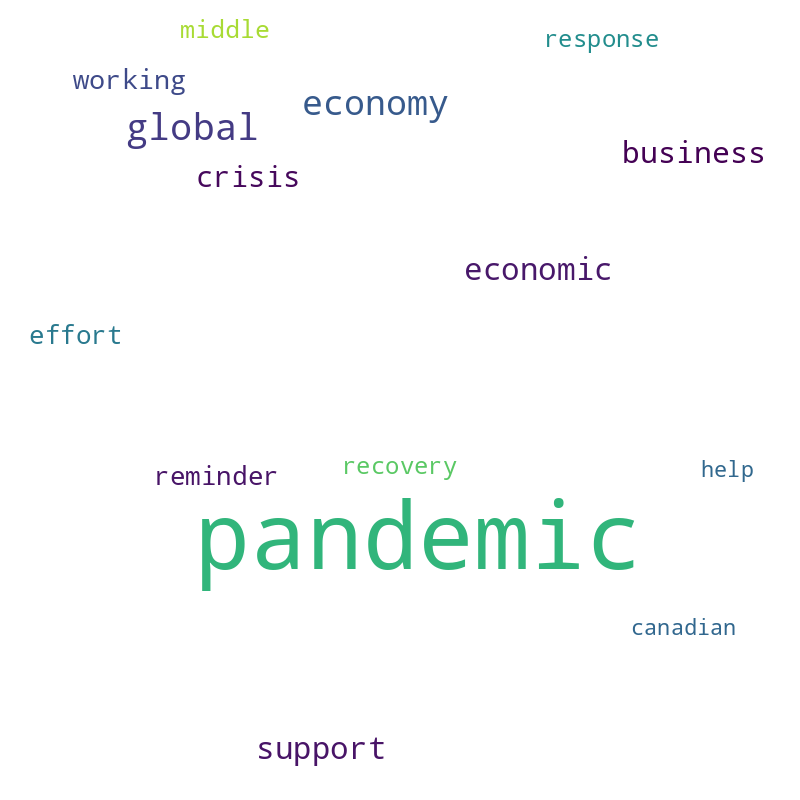 middle
response
working
economy
global
business
crisis
economic
effort
recovery
help
reminder
pandemic
canadian
support